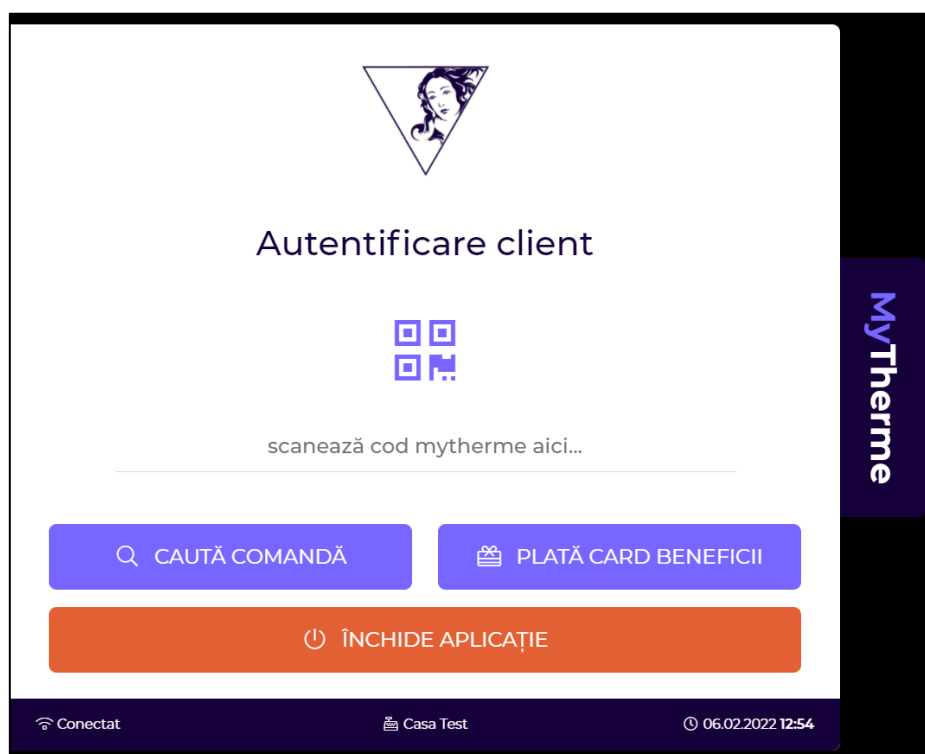 Autentificare client
scanează cod mytherme aici...
CAUTĂ COMANDĂ
PLATĂ CARD BENEFICII
ÎNCHIDE APLICAȚIE
Conectat
Casa Test
06.02.2022 12:54
MyTherme